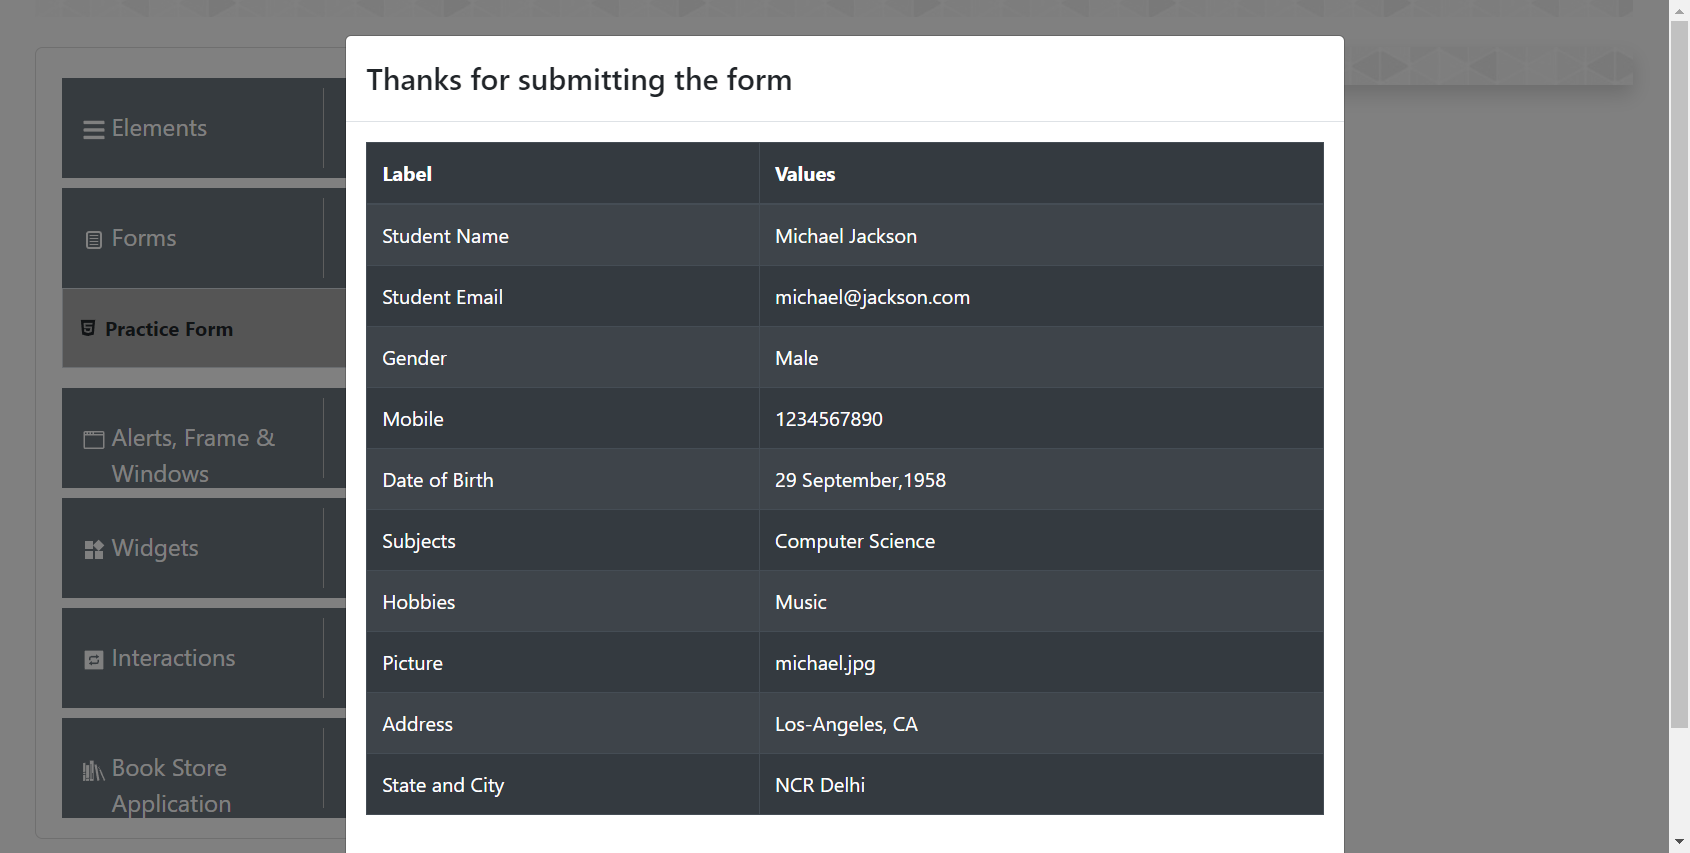 Elements
Forms
Practice Form
Alerts, Frame &
Windows
Widgets
Interactions
Book Store
Application
Thanks for submitting the form
Label Values
Student Name Michael Jackson
Student Email michael@jackson.com
Gender Male
Mobile 1234567890
Date of Birth 29 September,1958
Subjects Computer Science
Hobbies Music
Picture michael.jpg
Address Los-Angeles, CA
State and City NCR Delhi